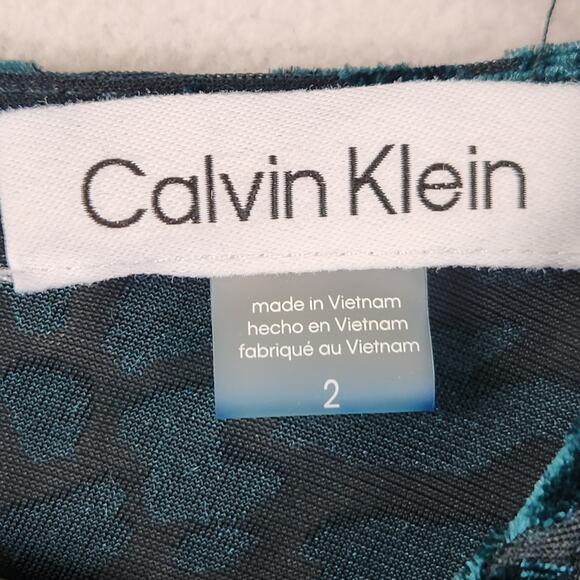 Calvin Klein
made in Vietnam
hecho en Vietnam
fabriqué au Vietnam
2